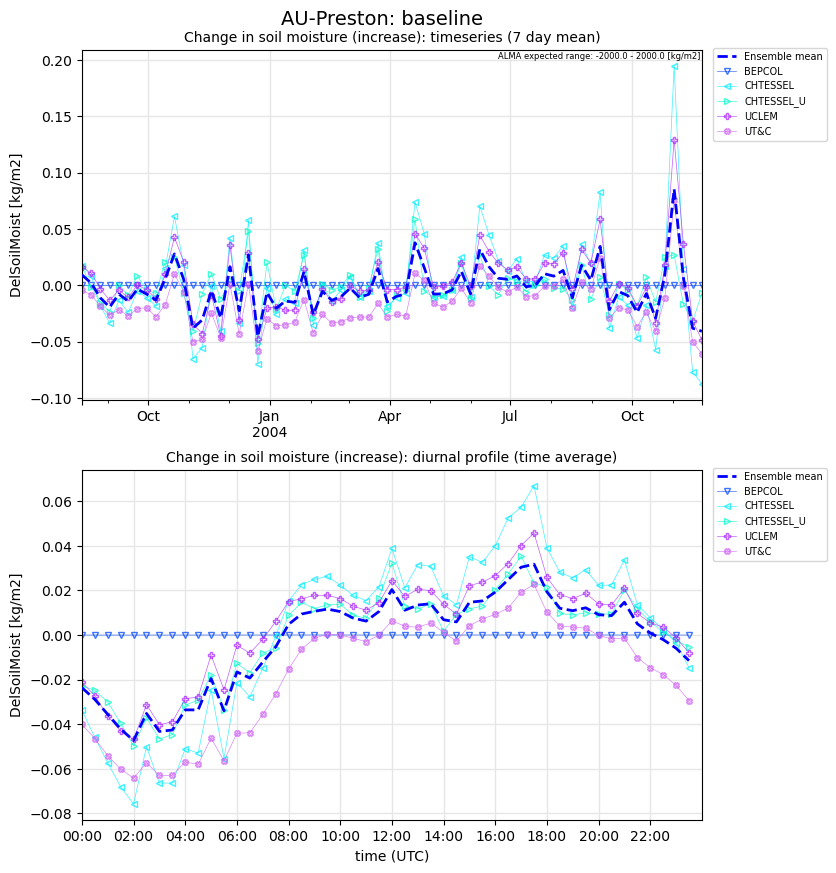 AU-Preston: baseline
Change in soil moisture (increase): timeseries (7 day mean)
ALMA expected range: -2000.0 - 2000.0 [kg/m2]
DelSoilMoist [kg/m2]
0.20
0.15
0.10
0.05
0.00
−0.05
−0.10
Oct
Jan
2004
Apr
Jul
Oct
Ensemble mean
BEPCOL
CHTESSEL
CHTESSEL_U
UCLEM
UT&C
Change in soil moisture (increase): diurnal profile (time average)
DelSoilMoist [kg/m2]
0.06
0.04
0.02
0.00
−0.02
−0.04
−0.06
−0.08
00:00
02:00
04:00
06:00
08:00
10:00
12:00
14:00
16:00
18:00
20:00
22:00
time (UTC)
Ensemble mean
BEPCOL
CHTESSEL
CHTESSEL_U
UCLEM
UT&C